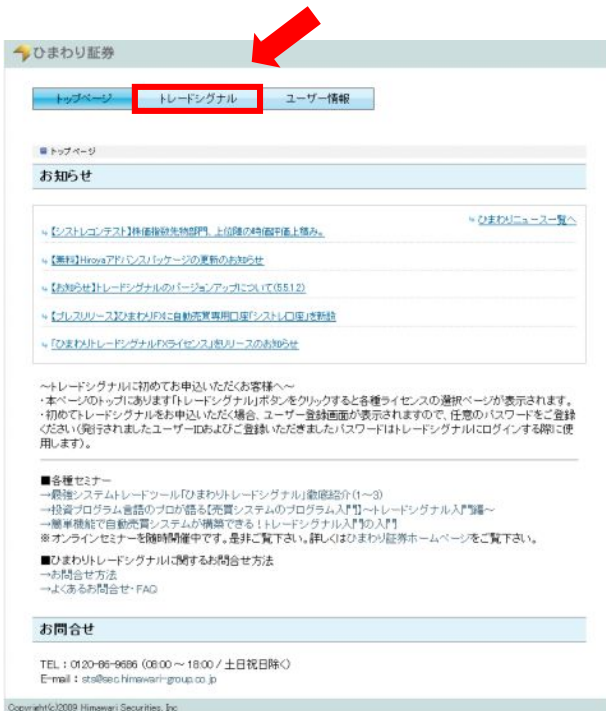 ひまわり証券
トップページ
トレードシグナル
ユーザー情報
トップページ
お知らせ
ひまわりニュース一覧へ
【シストレコンテスト】株価指数先物部門、上位陣の時価評価上積み。
【無料】Hiroyaアドバンスパッケージの更新のお知らせ
【お知らせ】トレードシグナルのバージョンアップについて(5.5.1.2)
【プレスリリース】ひまわりFXに自動売買専用口座「シストレ口座」を新設
「ひまわりトレードシグナルFXライセンス」をリリースのお知らせ
～トレードシグナルに初めてお申込いただくお客様へ～
・本ページのトップにあります「トレードシグナル」ボタンをクリックすると各種ライセンスの選択ページが表示されます。
・初めてトレードシグナルをお申込いただく場合、ユーザー登録画面が表示されますので、任意のパスワードをご登録
ください（発行されましたユーザーIDおよびご登録いただきましたパスワードはトレードシグナルにログインする際に使
用します）。
■各種セミナー
→最強システムトレードツール「ひまわりトレードシグナル」徹底紹介（1～3）
→投資プログラム言語のプロが語る【売買システムのプログラム入門】～トレードシグナル入門編～
→簡単機能で自動売買システムが構築できる！トレードシグナル入門の入門
※オンラインセミナーを随時開催中です。是非ご覧下さい。詳しくはひまわり証券ホームページをご覧下さい。
■ひまわりトレードシグナルに関するお問合せ方法
→お問合せ方法
→よくあるお問合せ・FAQ
お問合せ
TEL：0120-86-9686（08:00～18:00／土日祝日除く）
E-mail：sts@sec.himawari-group.co.jp
Copyright(c)2009 Himawari Securities, Inc